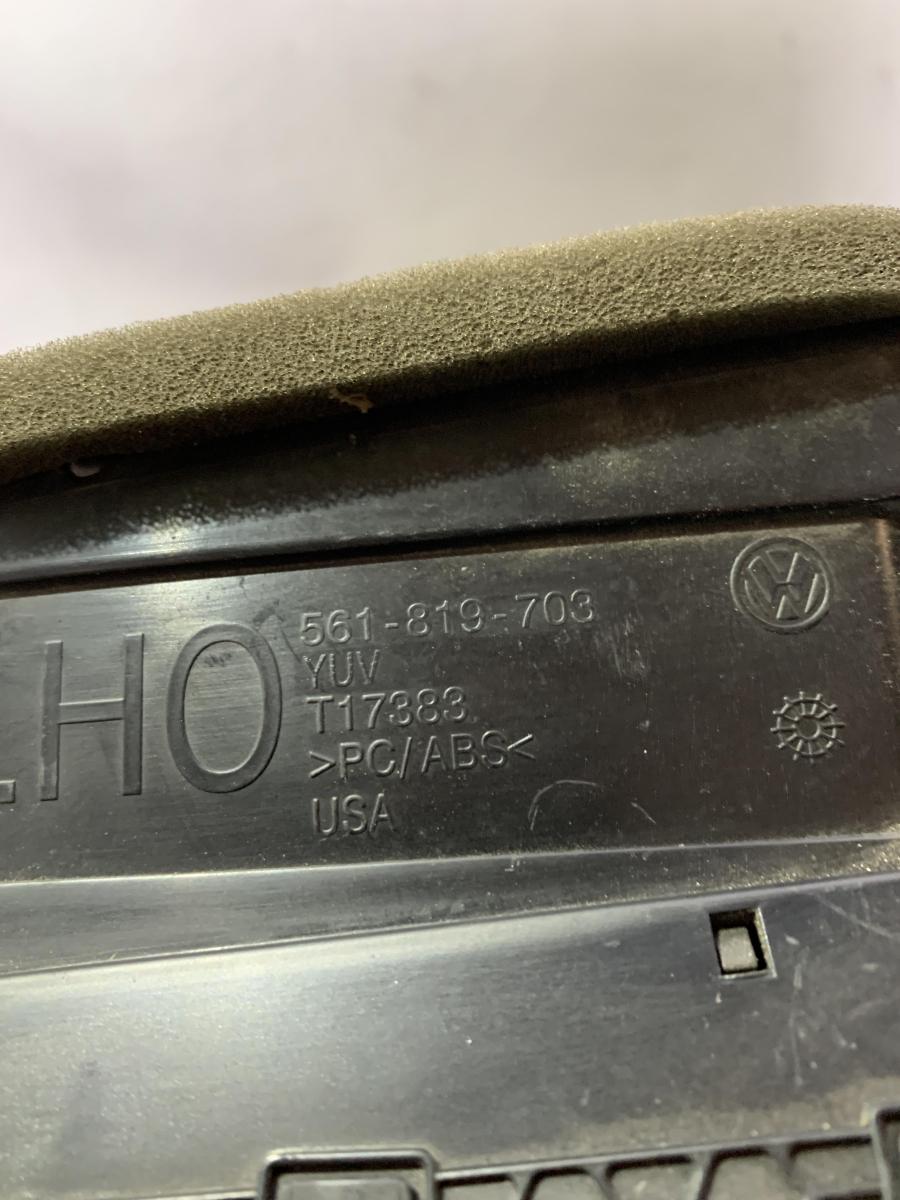 LHO
561-819-703
YUV
T17383
>PC/ABS<
USA